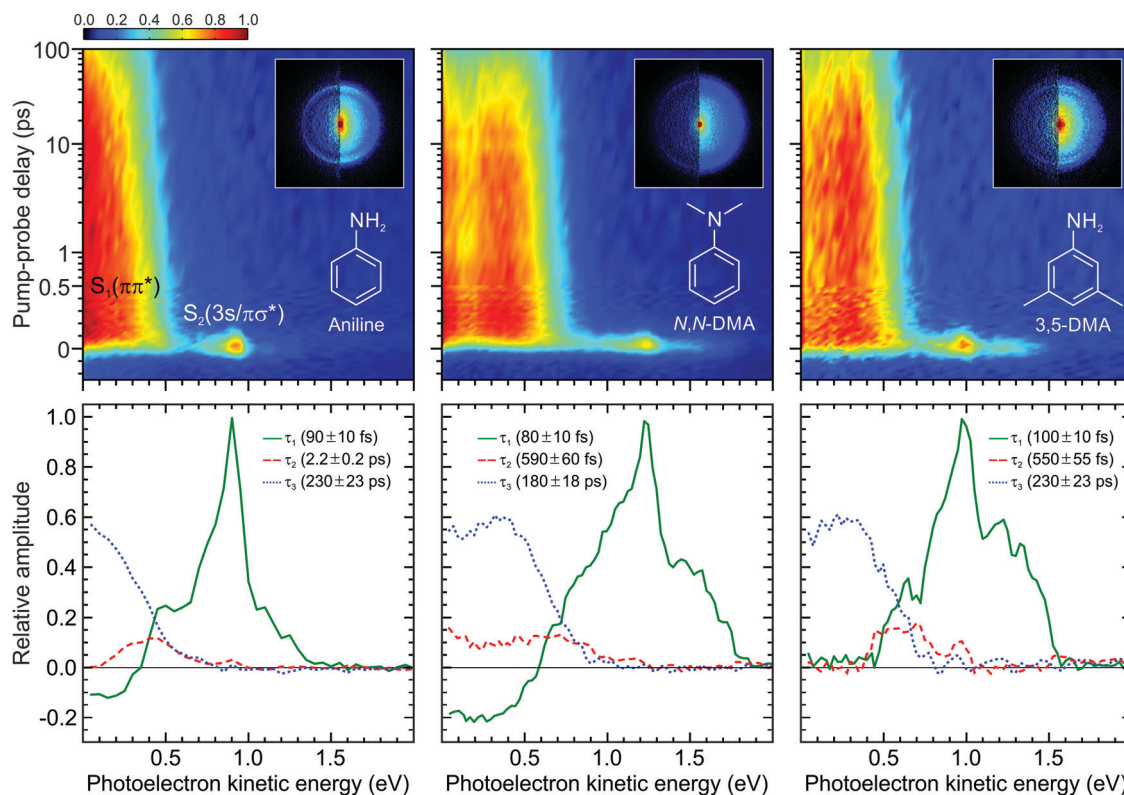 0.0 0.2 0.4 0.6 0.8 1.0
Pump-probe delay (ps)
100
10
1
0.5
0
S₁(ππ*)
S₂(3s/πσ*)
NH₂
Aniline
N
N,N-DMA
NH₂
3,5-DMA
Relative amplitude
1.0
0.8
0.6
0.4
0.2
0.0
-0.2
τ₁ (90±10 fs)
τ₂ (2.2±0.2 ps)
τ₃ (230±23 ps)
τ₁ (80±10 fs)
τ₂ (590±60 fs)
τ₃ (180±18 ps)
τ₁ (100±10 fs)
τ₂ (550±55 fs)
τ₃ (230±23 ps)
0.5 1.0 1.5
0.5 1.0 1.5
0.0 0.5 1.0 1.5
Photoelectron kinetic energy (eV)
Photoelectron kinetic energy (eV)
Photoelectron kinetic energy (eV)